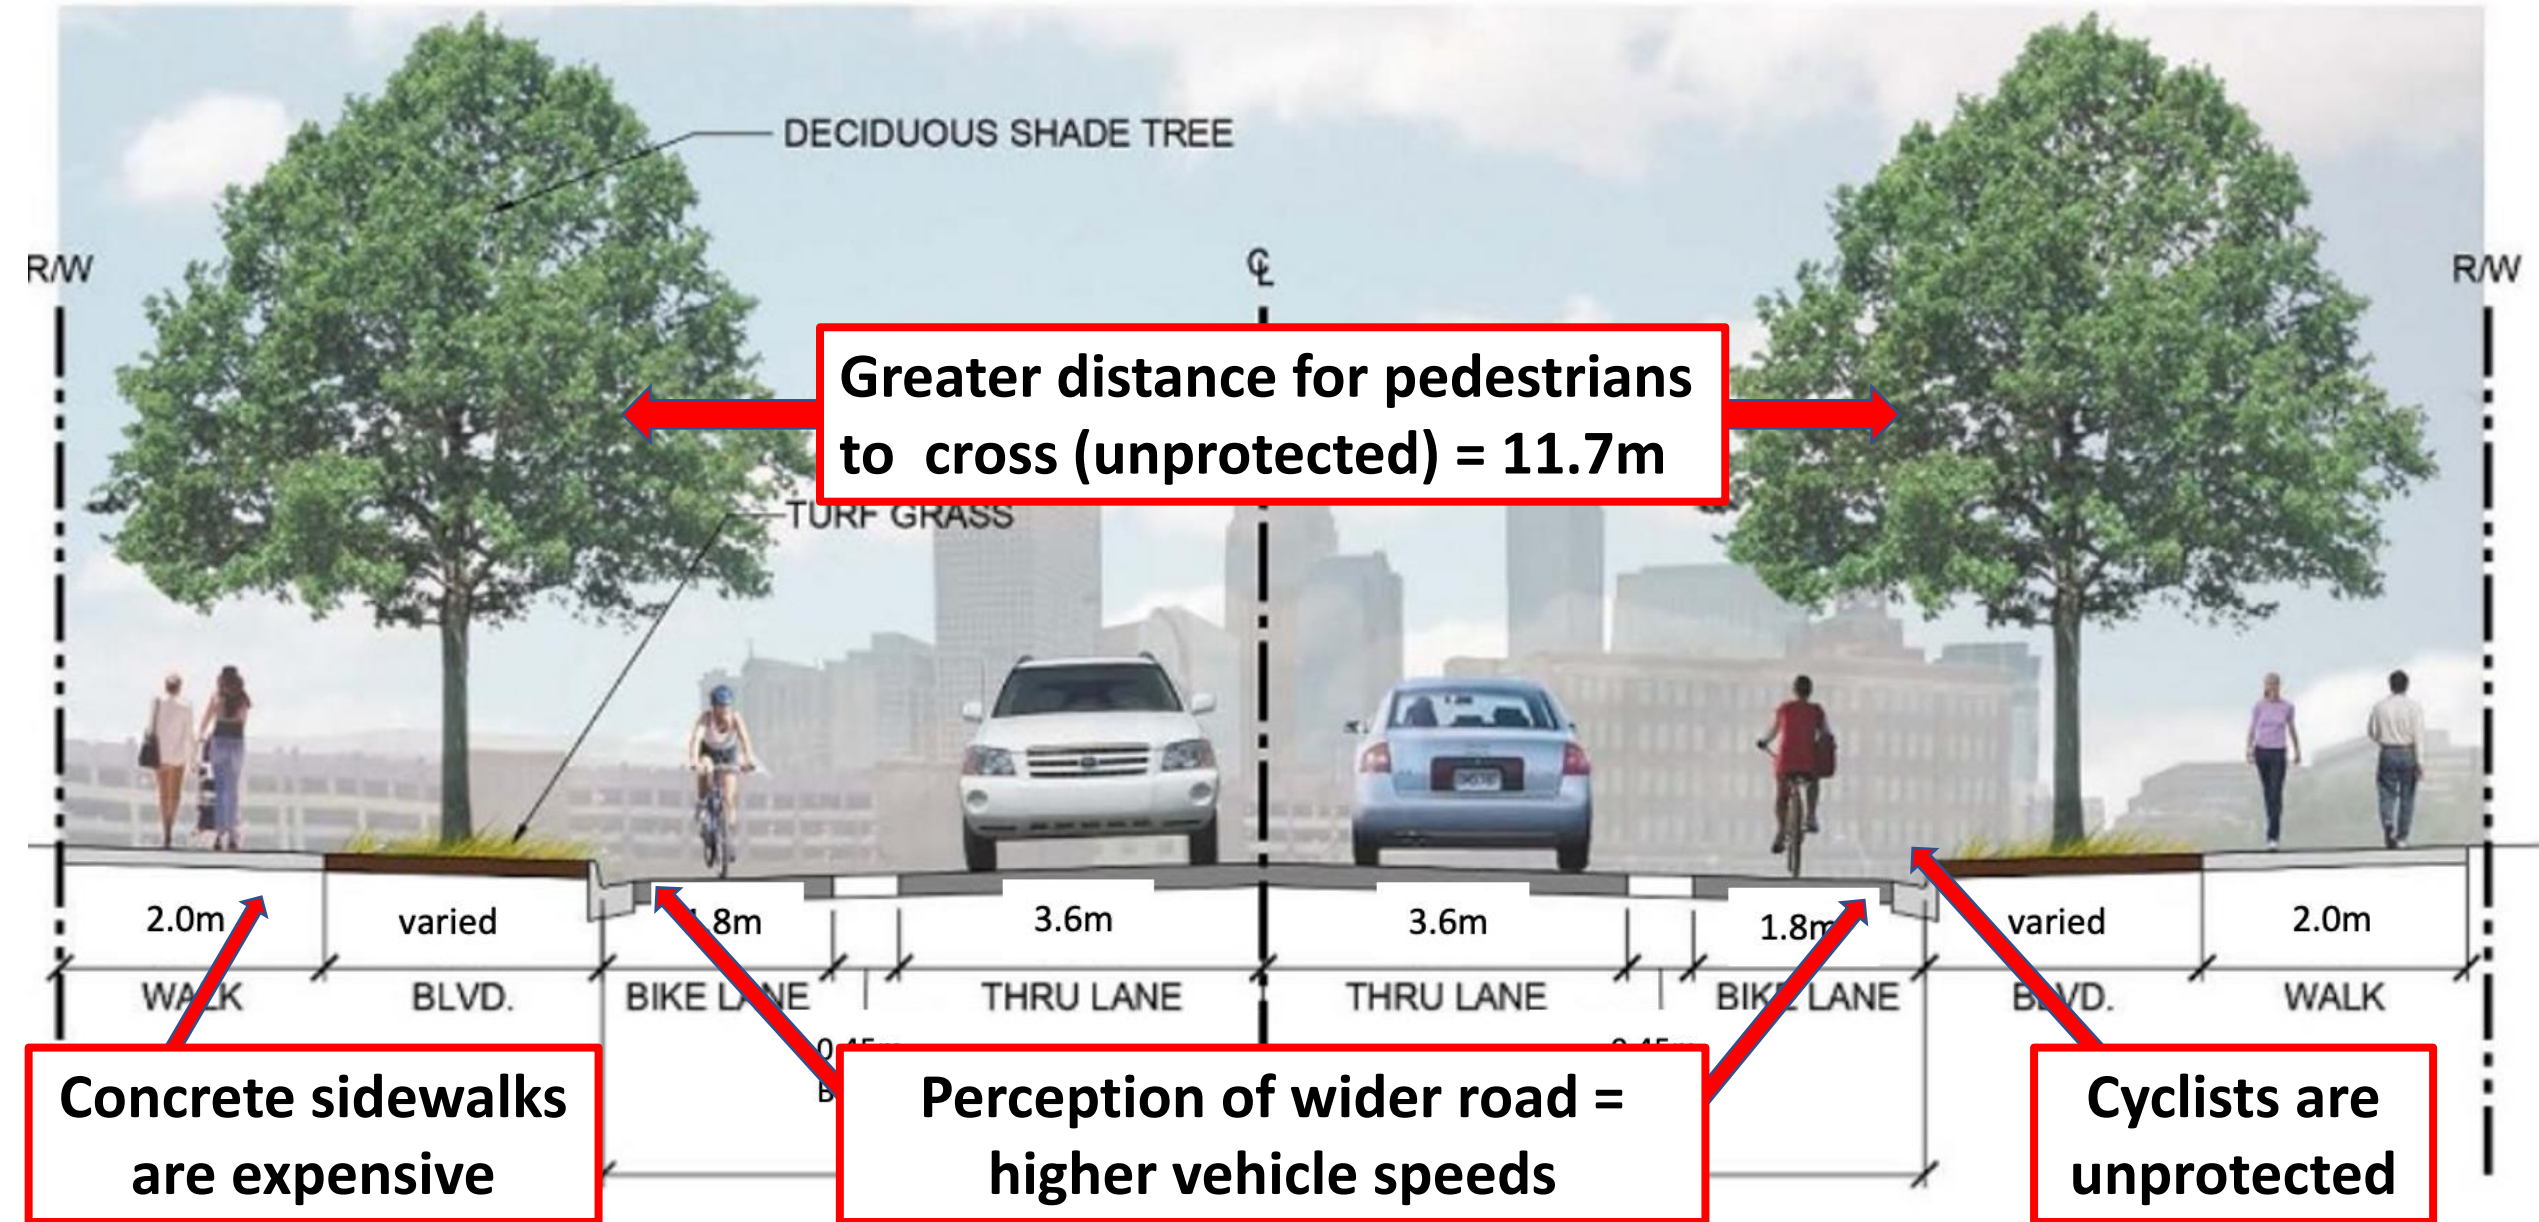 DECIDUOUS SHADE TREE
R/W
℄
R/W
Greater distance for pedestrians
to cross (unprotected) = 11.7m
TURF GRASS
2.0m varied 3.6m 3.6m varied 2.0m
WALK BLVD. BIKE LANE THRU LANE THRU LANE BIKE LANE BLVD. WALK
Concrete sidewalks
are expensive
Perception of wider road =
higher vehicle speeds
Cyclists are
unprotected